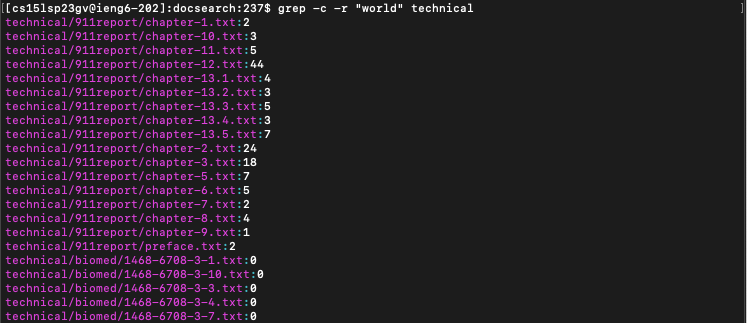 [[cs15lsp23gv@ieng6-202]:docsearch:237$ grep -c -r "world" technical ]
technical/911report/chapter-1.txt:2
technical/911report/chapter-10.txt:3
technical/911report/chapter-11.txt:5
technical/911report/chapter-12.txt:44
technical/911report/chapter-13.1.txt:4
technical/911report/chapter-13.2.txt:3
technical/911report/chapter-13.3.txt:5
technical/911report/chapter-13.4.txt:3
technical/911report/chapter-13.5.txt:7
technical/911report/chapter-2.txt:24
technical/911report/chapter-3.txt:18
technical/911report/chapter-5.txt:7
technical/911report/chapter-6.txt:5
technical/911report/chapter-7.txt:2
technical/911report/chapter-8.txt:4
technical/911report/chapter-9.txt:1
technical/911report/preface.txt:2
technical/biomed/1468-6708-3-1.txt:0
technical/biomed/1468-6708-3-10.txt:0
technical/biomed/1468-6708-3-3.txt:0
technical/biomed/1468-6708-3-4.txt:0
technical/biomed/1468-6708-3-7.txt:0